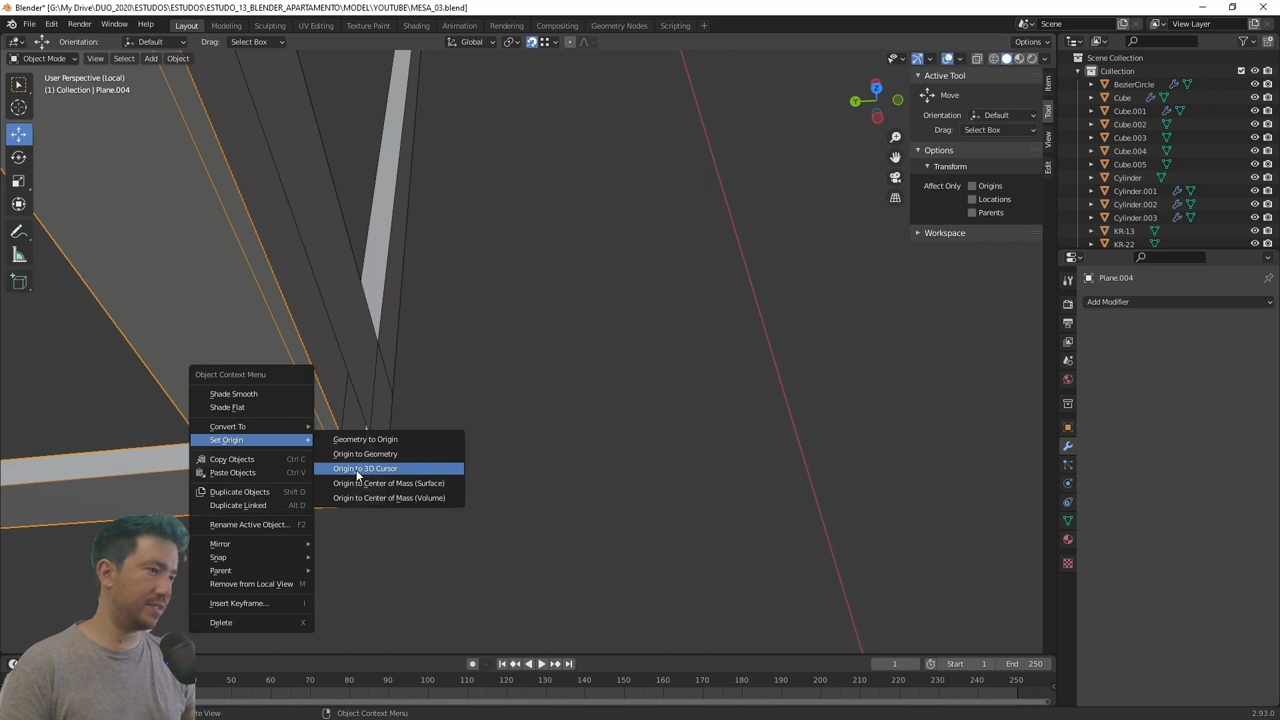 Blender* [G:\My Drive\DUO_2020\ESTUDOS\ESTUDO_13_BLENDER_APARTAMENTO\MODEL\YOUTUBE\MESA_03.blend]
File Edit Render Window Help Layout Modeling Sculpting UV Editing Texture Paint Shading Animation Rendering Compositing Geometry Nodes Scripting + Scene View Layer
Orientation: Default Drag: Select Box Global Options
Object Mode View Select Add Object
User Perspective (Local)
(1) Collection | Plane.004
Z
Y
Active Tool
Move
Orientation Default
Drag: Select Box
Options
Transform
Affect Only Origins
Locations
Parents
Workspace
Item
Tool
View
Edit
Scene Collection
Collection
BezierCircle
Cube
Cube.001
Cube.002
Cube.003
Cube.004
Cube.005
Cylinder
Cylinder.001
Cylinder.002
Cylinder.003
KR-13
KR-22
Plane.004
Add Modifier
Object Context Menu
Shade Smooth
Shade Flat
Convert To
Set Origin
Copy Objects Ctrl C
Paste Objects Ctrl V
Duplicate Objects Shift D
Duplicate Linked Alt D
Rename Active Object... F2
Mirror
Snap
Parent
Remove from Local View M
Insert Keyframe... I
Delete X
Geometry to Origin
Origin to Geometry
Origin to 3D Cursor
Origin to Center of Mass (Surface)
Origin to Center of Mass (Volume)
1 Start 1 End 250
50 60 70 80 90 100 110 120 130 140 150 160 170 180 190 200 210 220 230 240 250
te View Object Context Menu 2.93.0